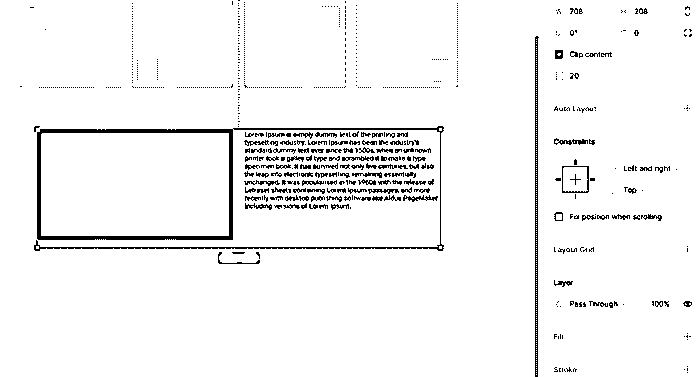 Lorem Ipsum is simply dummy text of the printing and
typesetting industry. Lorem Ipsum has been the industry's
standard dummy text ever since the 1500s, when an unknown
printer took a galley of type and scrambled it to make a type
specimen book. It has survived not only five centuries, but also
the leap into electronic typesetting, remaining essentially
unchanged. It was popularised in the 1960s with the release of
Letraset sheets containing Lorem Ipsum passages, and more
recently with desktop publishing software like Aldus PageMaker
including versions of Lorem Ipsum.
W 708 H 208
0° 0
Clip content
20
Auto Layout
Constraints
Left and right
Top
Fix position when scrolling
Layout Grid
Layer
Pass Through 100%
Fill
Stroke